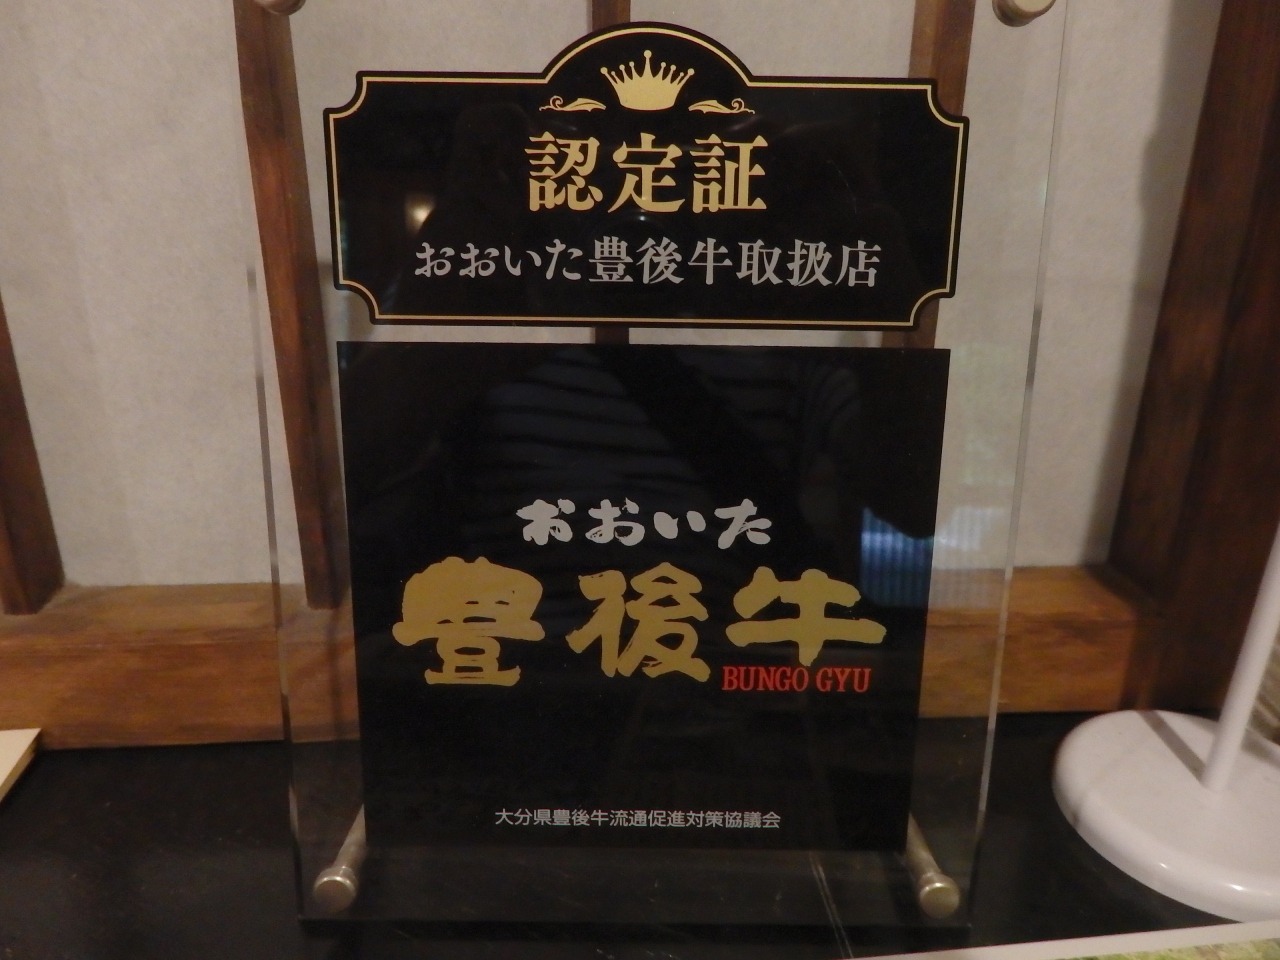 認定証
おおいた豊後牛取扱店
おおいた
豊後牛
BUNGO GYU
大分県豊後牛流通促進対策協議会